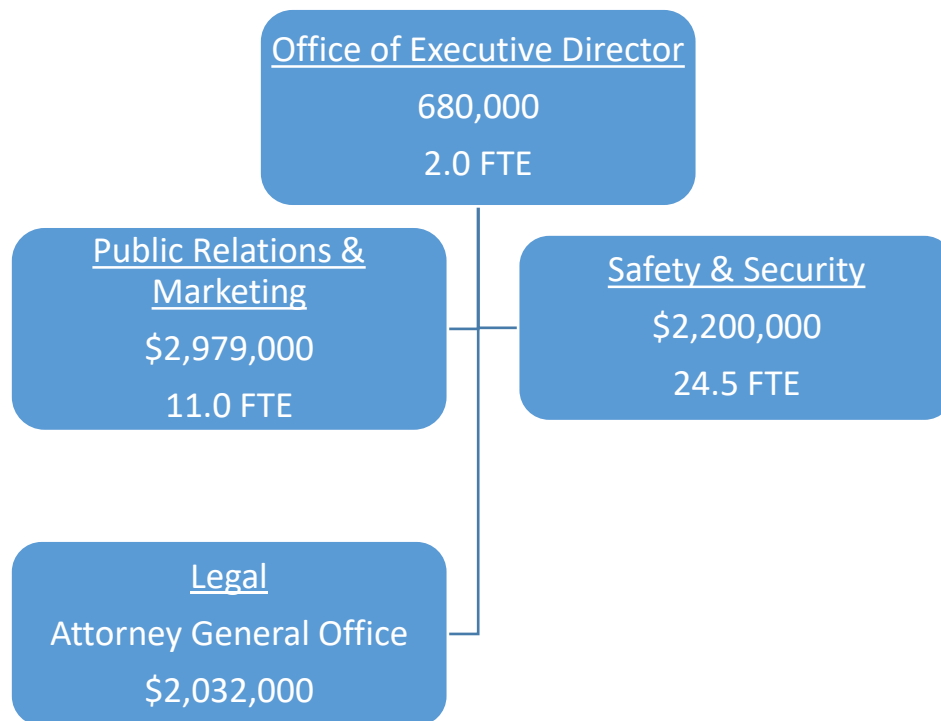 Office of Executive Director
680,000
2.0 FTE
Public Relations &
Marketing
$2,979,000
11.0 FTE
Safety & Security
$2,200,000
24.5 FTE
Legal
Attorney General Office
$2,032,000